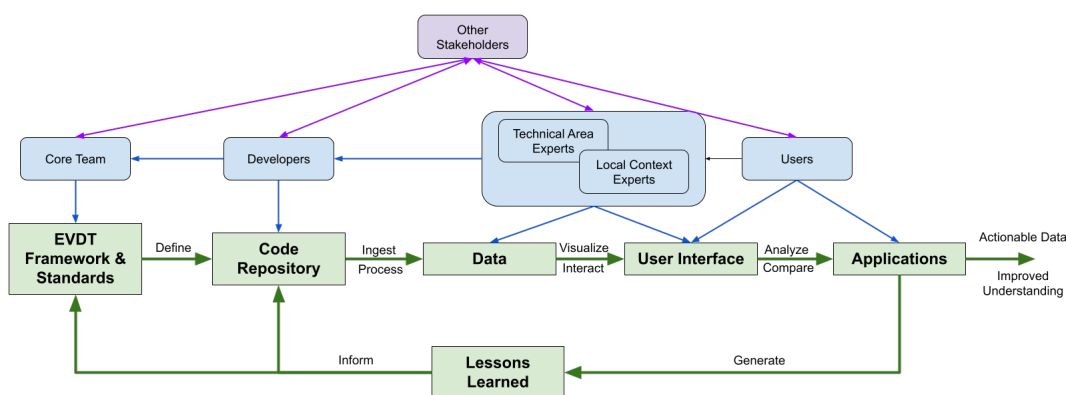 Other
Stakeholders
Core Team
Developers
Technical Area
Experts
Local Context
Experts
Users
EVDT
Framework &
Standards
Define
Code
Repository
Ingest
Process
Data
Visualize
Interact
User Interface
Analyze
Compare
Applications
Actionable Data
Improved
Understanding
Inform
Lessons
Learned
Generate